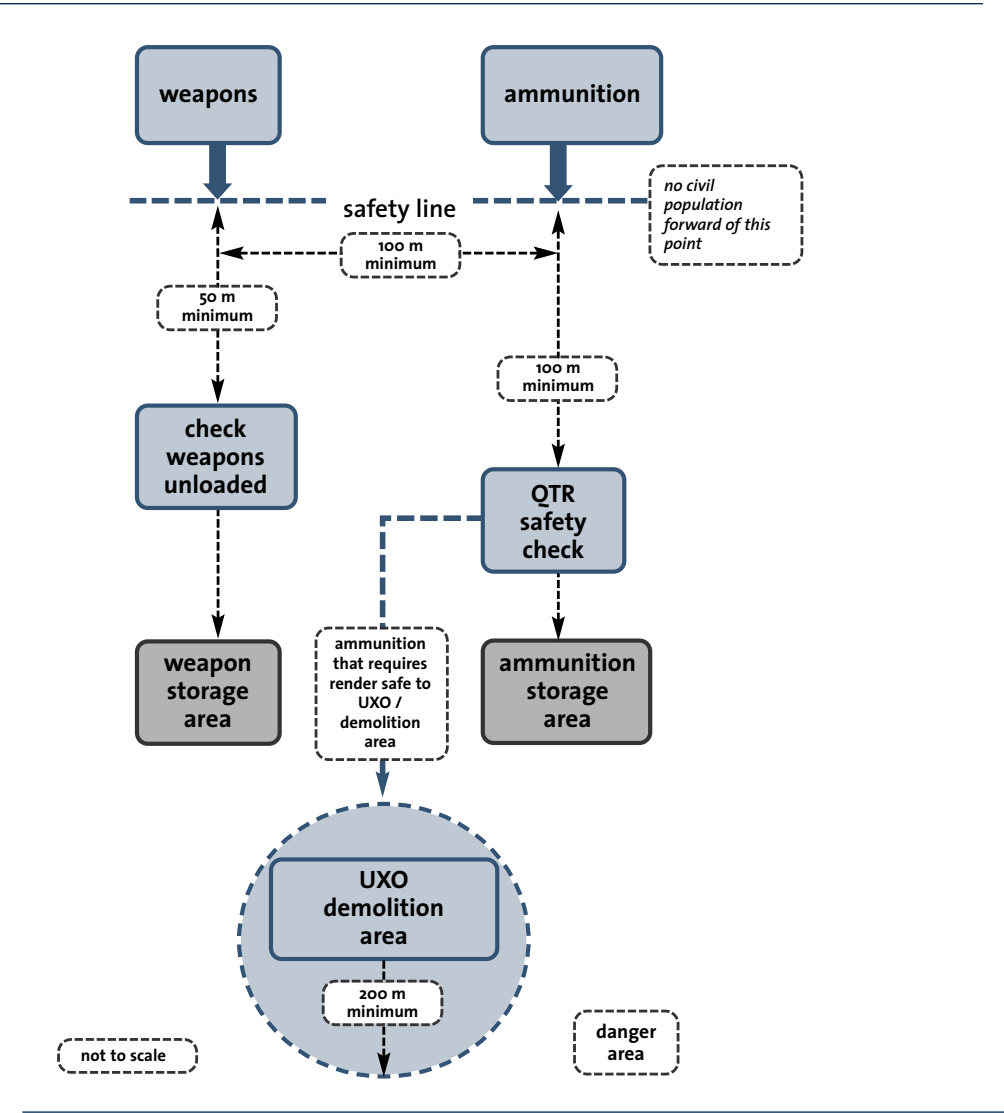 weapons
ammunition
no civil
population
forward of this
point
safety line
100 m
minimum
50 m
minimum
100 m
minimum
check
weapons
unloaded
QTR
safety
check
ammunition
that requires
render safe to
UXO /
demolition
area
weapon
storage
area
ammunition
storage
area
UXO
demolition
area
200 m
minimum
danger
area
not to scale